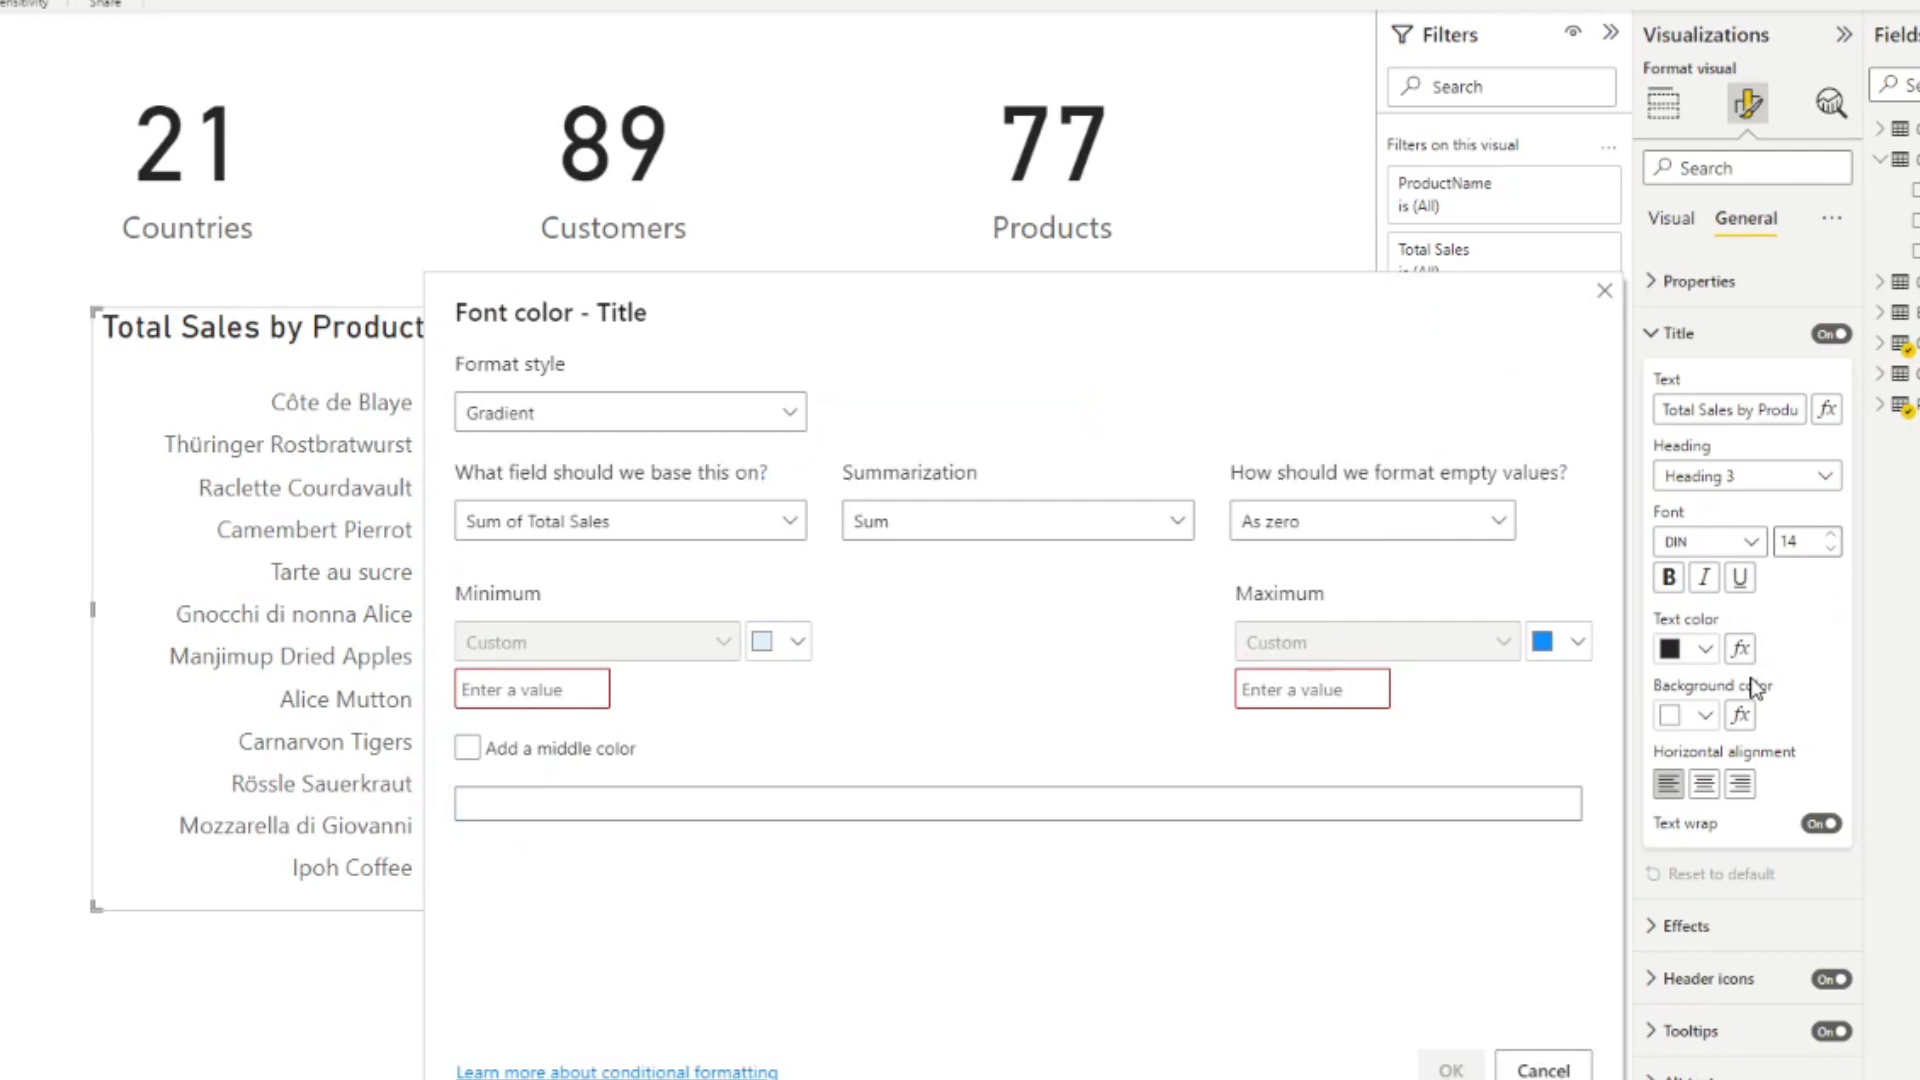 Share
21
Countries
89
Customers
77
Products
Total Sales by Product
Côte de Blaye
Thüringer Rostbratwurst
Raclette Courdavault
Camembert Pierrot
Tarte au sucre
Gnocchi di nonna Alice
Manjimup Dried Apples
Alice Mutton
Carnarvon Tigers
Rössle Sauerkraut
Mozzarella di Giovanni
Ipoh Coffee
Font color - Title
Format style
Gradient
What field should we base this on?
Sum of Total Sales
Summarization
Sum
How should we format empty values?
As zero
Minimum
Custom
Enter a value
Maximum
Custom
Enter a value
Add a middle color
Learn more about conditional formatting
OK
Cancel
Filters
Search
Filters on this visual
...
ProductName
is (All)
Total Sales
is (All)
Visualizations
Format visual
Search
Visual
General
...
Properties
Title
On
Text
Total Sales by Produ
fx
Heading
Heading 3
Font
DIN
14
B
I
U
Text color
fx
Background color
fx
Horizontal alignment
Text wrap
On
Reset to default
Effects
Header icons
On
Tooltips
On
Field
Se